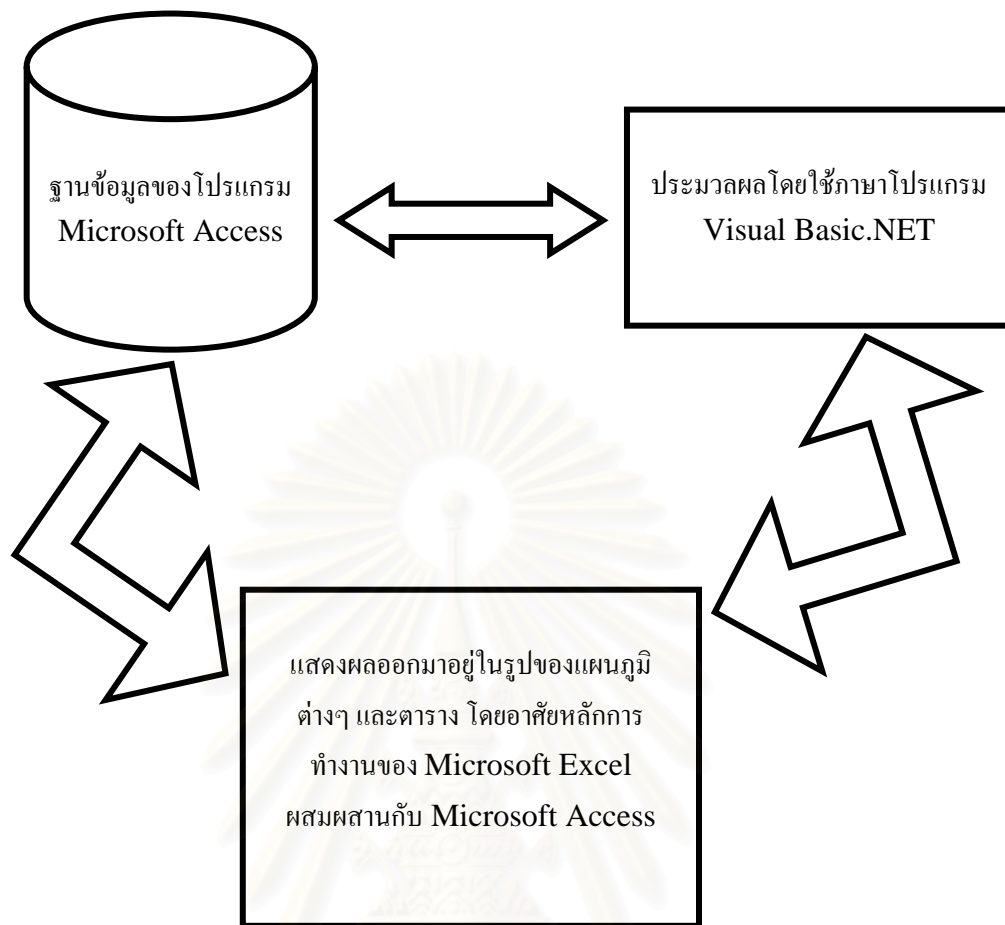 ฐานข้อมูลของโปรแกรม
Microsoft Access
ประมวลผลโดยใช้ภาษาโปรแกรม
Visual Basic.NET
แสดงผลออกมาอยู่ในรูปของแผนภูมิ
ต่างๆ และตาราง โดยอาศัยหลักการ
ทำงานของ Microsoft Excel
ผสมผสานกับ Microsoft Access